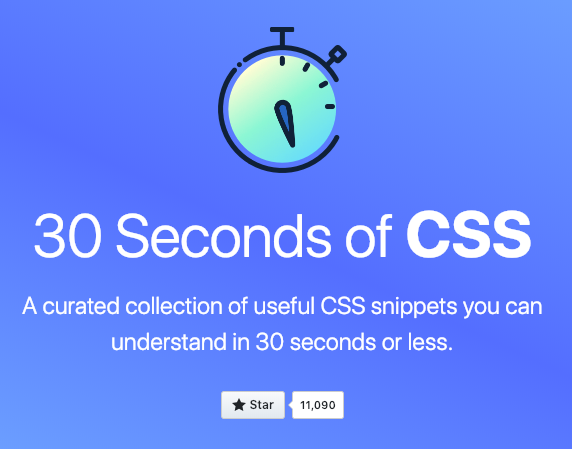 30 Seconds of CSS
A curated collection of useful CSS snippets you can
understand in 30 seconds or less.
Star 11,090